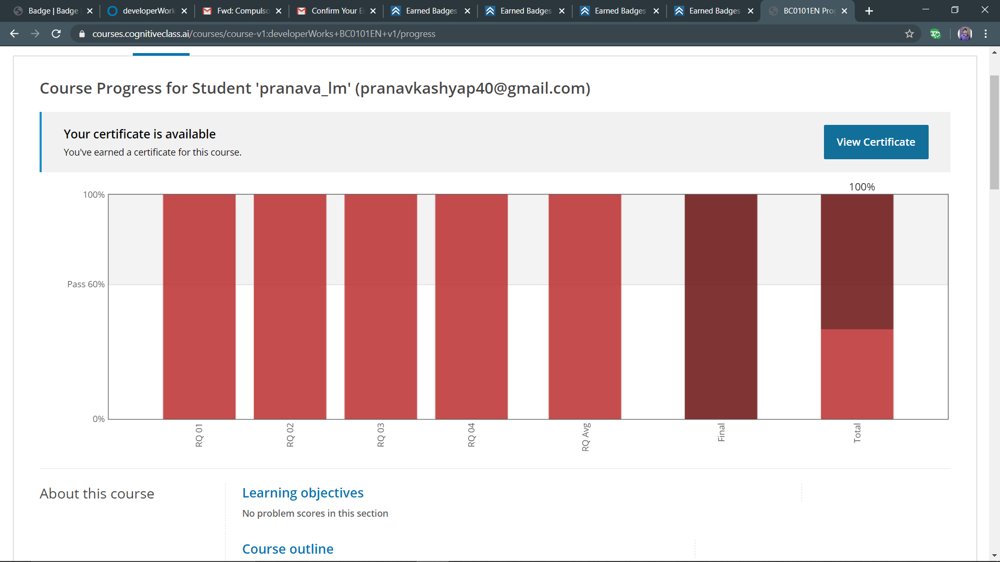 Badge | Badge
developerWork
Fwd: Compulso
Confirm Your E
Earned Badges
Earned Badges
Earned Badges
Earned Badges
BC0101EN Pro
courses.cognitiveclass.ai/courses/course-v1:developerWorks+BC0101EN+v1/progress
Course Progress for Student 'pranava_lm' (pranavkashyap40@gmail.com)
Your certificate is available
You've earned a certificate for this course.
View Certificate
100%
100%
Pass 60%
0%
RQ 01
RQ 02
RQ 03
RQ 04
RQ Avg
Final
Total
About this course
Learning objectives
No problem scores in this section
Course outline